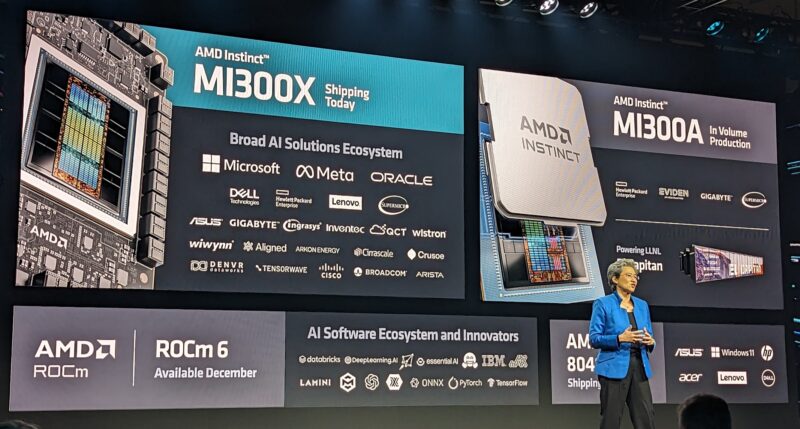 AMD Instinct™
MI300X Shipping
Today
Broad AI Solutions Ecosystem
Microsoft Meta ORACLE
DELL
Technologies
Hewlett Packard
Enterprise
Lenovo
SUPERMICRO
ASUS GIGABYTE ingrasys Inventec QCT wistron
wiwynn Aligned ARKON ENERGY Cirrascale Crusoe
DENVR
dataworks
TENSORWAVE
CISCO
BROADCOM
ARISTA
AMD
AMD
INSTINCT
AMD Instinct™
MI300A In Volume
Production
Hewlett Packard
Enterprise
EVIDEN
GIGABYTE
SUPERMICRO
Powering LLNL
apitan
AMD
ROCm
ROCm 6
Available December
AI Software Ecosystem and Innovators
databricks DeepLearning.AI essential AI IBM
LAMINI ONNX PyTorch TensorFlow
AM
804
Shipping
ASUS Windows 11 hp
acer Lenovo DELL